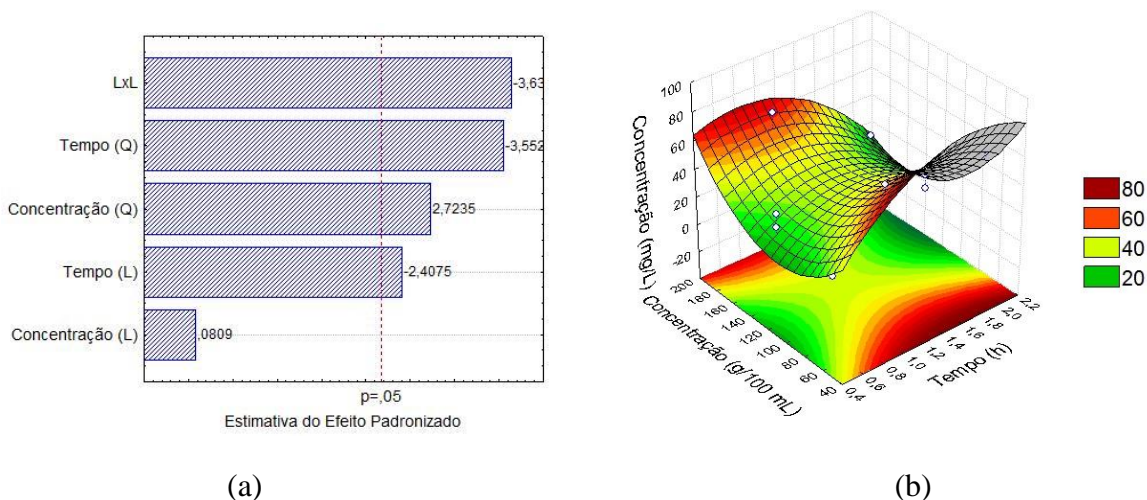 LxL
-3,63
Tempo (Q)
-3,552
Concentração (Q)
2,7235
Tempo (L)
-2,4075
Concentração (L)
,0809
p=,05
Estimativa do Efeito Padronizado
(a)
Concentração (mg/L)
100
80
60
40
20
0
-20
200
180
160
140
120
100
80
60
40
Concentração (g/100 mL)
0,4
0,6
0,8
1,0
1,2
1,4
1,6
1,8
2,0
2,2
Tempo (h)
80
60
40
20
(b)